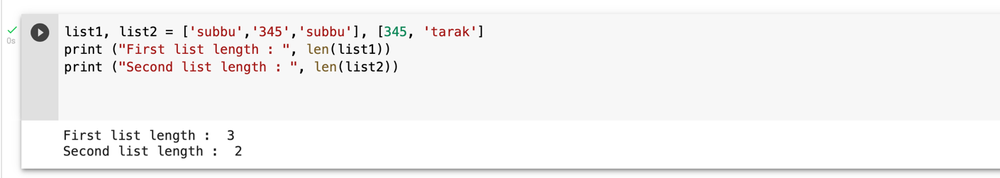 list1, list2 = ['subbu','345','subbu'], [345, 'tarak']
0s
print ("First list length : ", len(list1))
print ("Second list length : ", len(list2))
First list length :  3
Second list length :  2